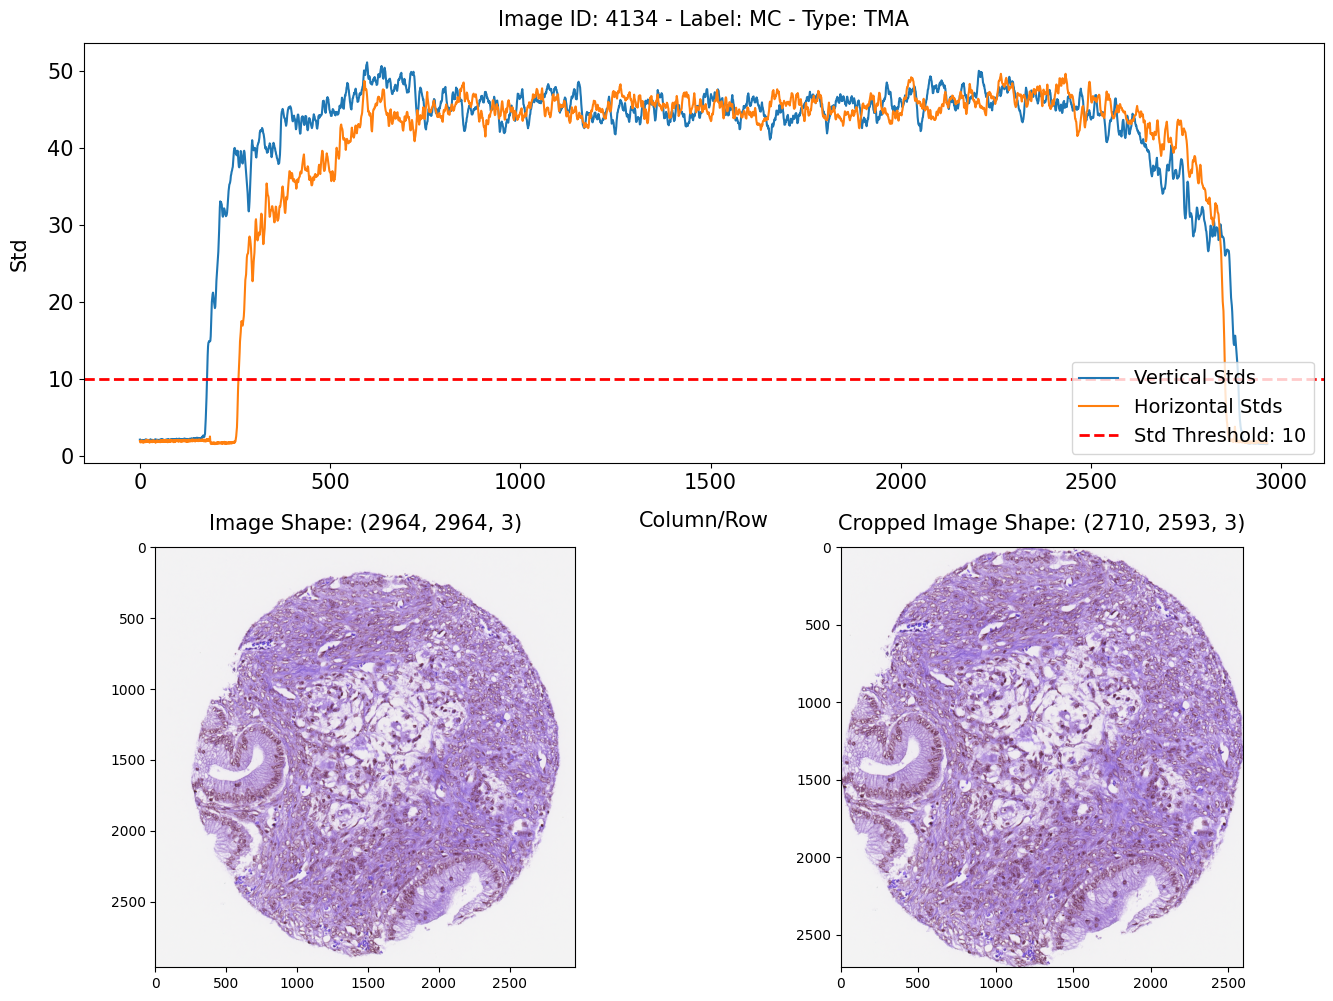 Image ID: 4134 - Label: MC - Type: TMA
Std
50
40
30
20
10
0
Vertical Stds
Horizontal Stds
Std Threshold: 10
0 500 1000 1500 2000 2500 3000
Column/Row
Image Shape: (2964, 2964, 3)
0
500
1000
1500
2000
2500
0 500 1000 1500 2000 2500
Cropped Image Shape: (2710, 2593, 3)
0
500
1000
1500
2000
2500
0 500 1000 1500 2000 2500